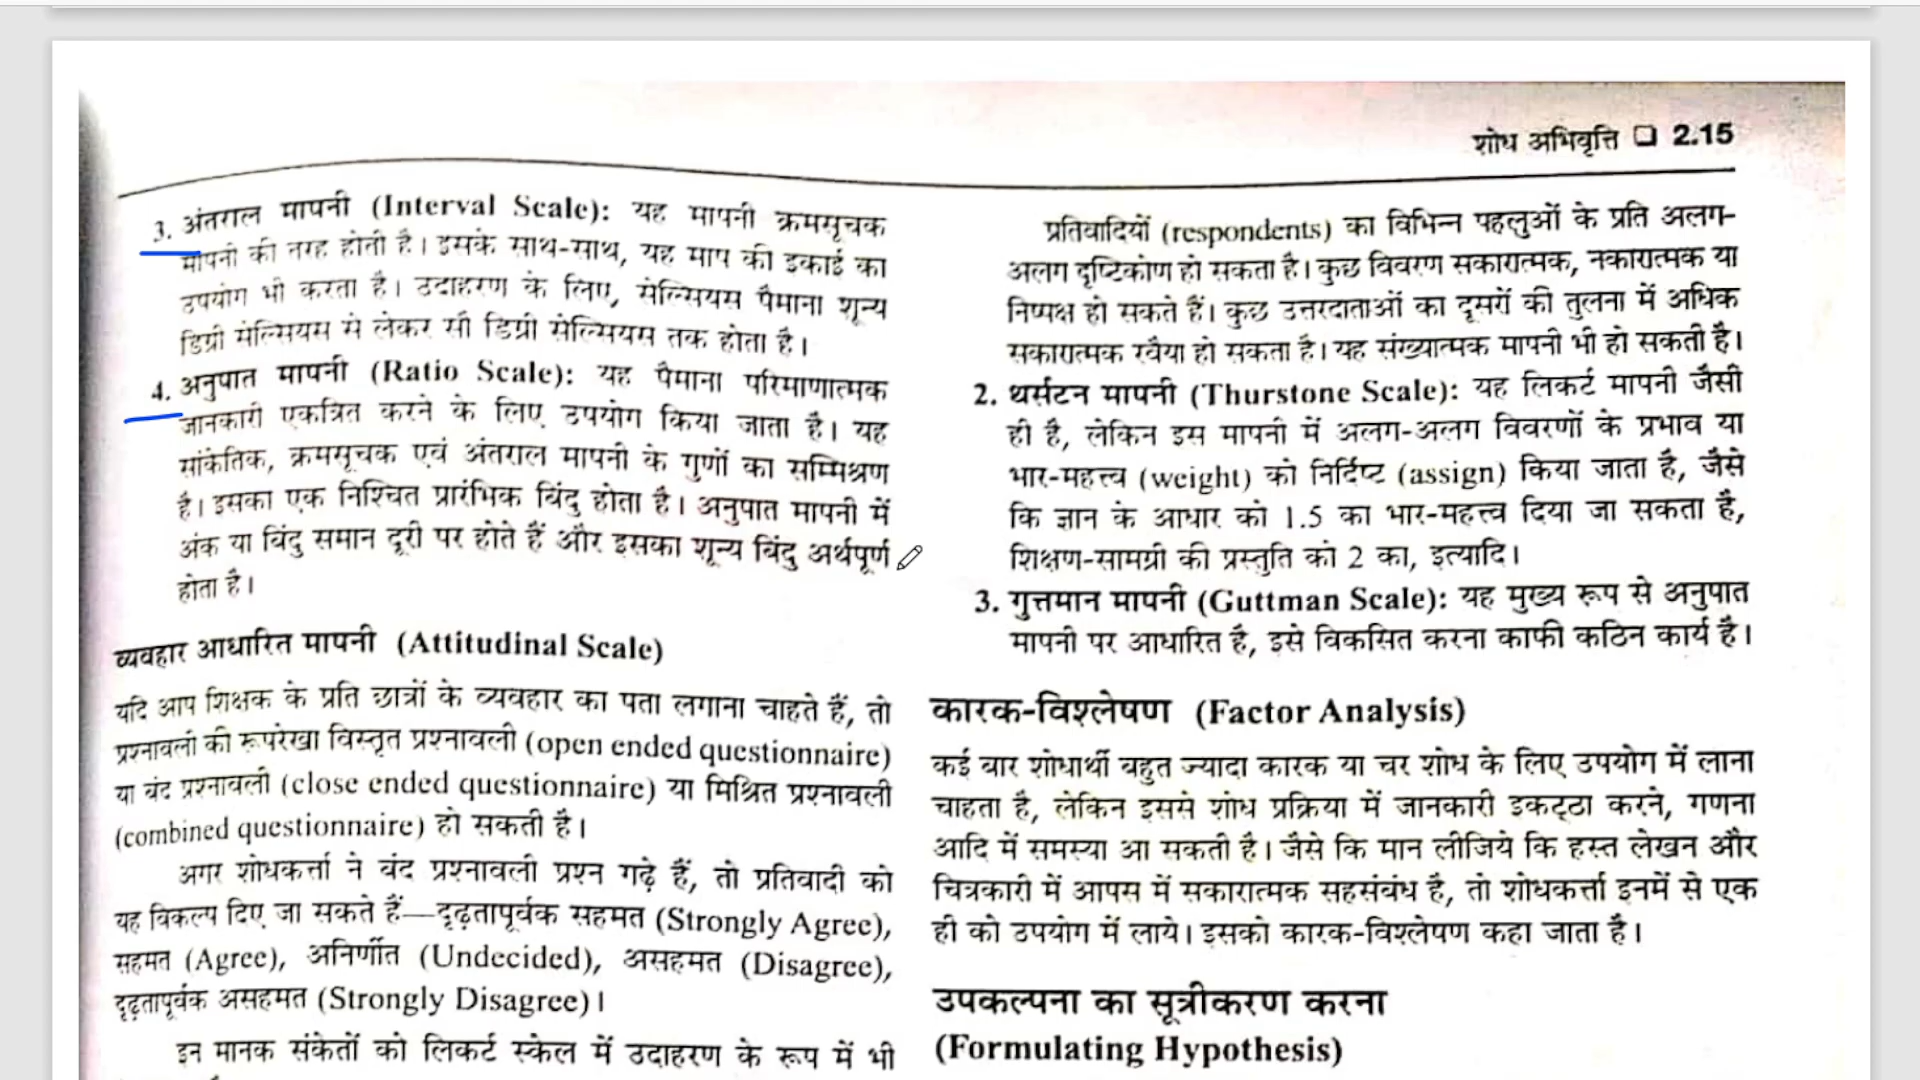 शोध अभिवृत्ति ❑ 2.15
3. अंतराल मापनी (Interval Scale): यह मापनी क्रमसूचक
मापनी की तरह होती है। इसके साथ-साथ, यह माप की इकाई का
उपयोग भी करता है। उदाहरण के लिए, सेल्सियस पैमाना शून्य
डिग्री सेल्सियस से लेकर सौ डिग्री सेल्सियस तक होता है।
4. अनुपात मापनी (Ratio Scale): यह पैमाना परिमाणात्मक
जानकारी एकत्रित करने के लिए उपयोग किया जाता है। यह
सांकेतिक, क्रमसूचक एवं अंतराल मापनी के गुणों का सम्मिश्रण
है। इसका एक निश्चित प्रारंभिक बिंदु होता है। अनुपात मापनी में
अंक या बिंदु समान दूरी पर होते हैं और इसका शून्य बिंदु अर्थपूर्ण
होता है।
व्यवहार आधारित मापनी (Attitudinal Scale)
यदि आप शिक्षक के प्रति छात्रों के व्यवहार का पता लगाना चाहते हैं, तो
प्रश्नावली की रूपरेखा विस्तृत प्रश्नावली (open ended questionnaire)
या बंद प्रश्नावली (close ended questionnaire) या मिश्रित प्रश्नावली
(combined questionnaire) हो सकती है।
अगर शोधकर्त्ता ने बंद प्रश्नावली प्रश्न गढ़े हैं, तो प्रतिवादी को
यह विकल्प दिए जा सकते हैं—दृढ़तापूर्वक सहमत (Strongly Agree),
सहमत (Agree), अनिर्णीत (Undecided), असहमत (Disagree),
दृढ़तापूर्वक असहमत (Strongly Disagree)।
इन मानक संकेतों को लिकर्ट स्केल में उदाहरण के रूप में भी
प्रतिवादियों (respondents) का विभिन्न पहलुओं के प्रति अलग-
अलग दृष्टिकोण हो सकता है। कुछ विवरण सकारात्मक, नकारात्मक या
निष्पक्ष हो सकते हैं। कुछ उत्तरदाताओं का दूसरों की तुलना में अधिक
सकारात्मक रवैया हो सकता है। यह संख्यात्मक मापनी भी हो सकती है।
2. थर्सटन मापनी (Thurstone Scale): यह लिकर्ट मापनी जैसी
ही है, लेकिन इस मापनी में अलग-अलग विवरणों के प्रभाव या
भार-महत्त्व (weight) को निर्दिष्ट (assign) किया जाता है, जैसे
कि ज्ञान के आधार को 1.5 का भार-महत्त्व दिया जा सकता है,
शिक्षण-सामग्री की प्रस्तुति को 2 का, इत्यादि।
3. गुत्तमान मापनी (Guttman Scale): यह मुख्य रूप से अनुपात
मापनी पर आधारित है, इसे विकसित करना काफी कठिन कार्य है।
कारक-विश्लेषण (Factor Analysis)
कई बार शोधार्थी बहुत ज्यादा कारक या चर शोध के लिए उपयोग में लाना
चाहता है, लेकिन इससे शोध प्रक्रिया में जानकारी इकट्ठा करने, गणना
आदि में समस्या आ सकती है। जैसे कि मान लीजिये कि हस्त लेखन और
चित्रकारी में आपस में सकारात्मक सहसंबंध है, तो शोधकर्त्ता इनमें से एक
ही को उपयोग में लाये। इसको कारक-विश्लेषण कहा जाता है।
उपकल्पना का सूत्रीकरण करना
(Formulating Hypothesis)